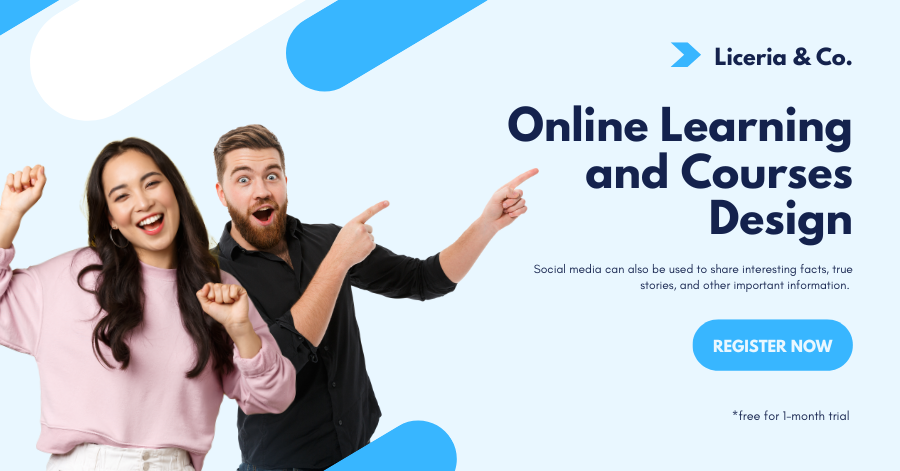 Liceria & Co.
Online Learning
and Courses
Design
Social media can also be used to share interesting facts, true
stories, and other important information.
REGISTER NOW
*free for 1-month trial